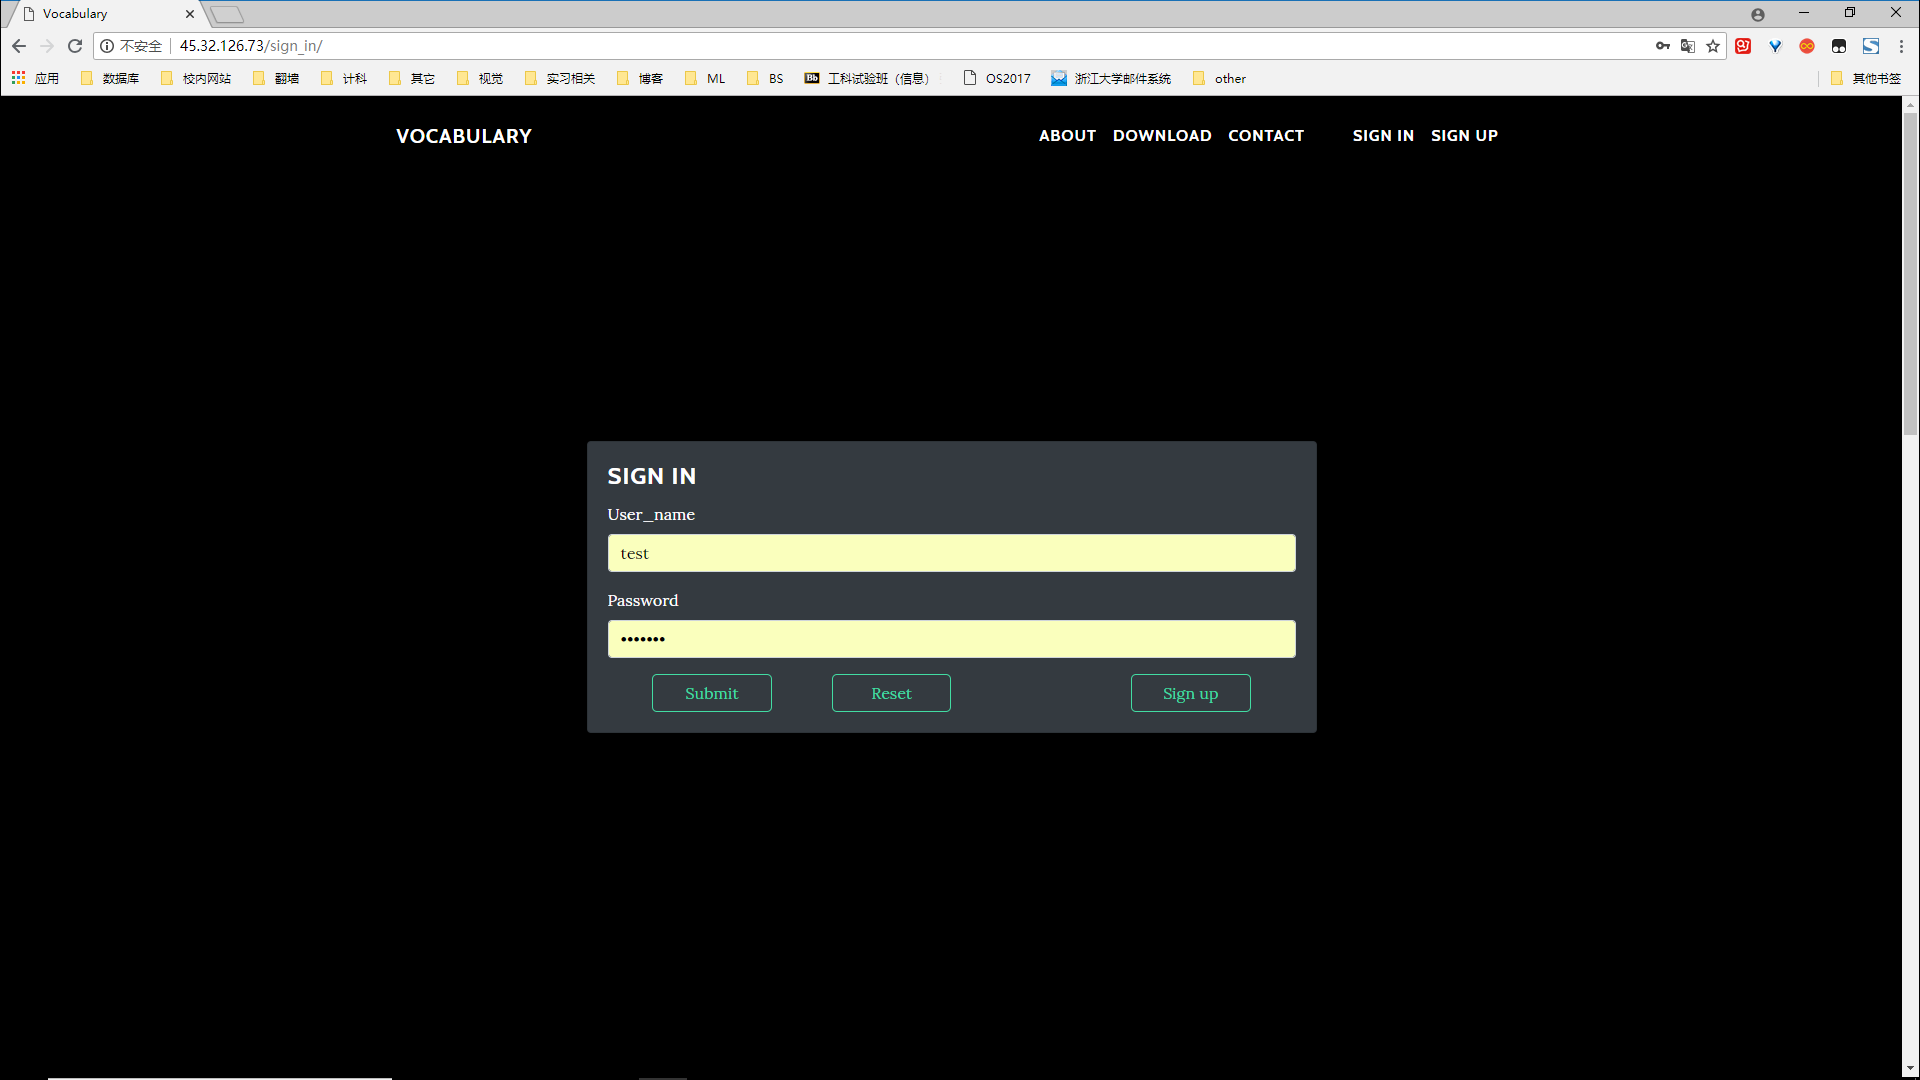 Vocabulary
不安全 45.32.126.73/sign_in/
应用 数据库 校内网站 翻墙 计科 其它 视觉 实习相关 博客 ML BS Bb 工科试验班（信息） OS2017 浙江大学邮件系统 other 其他书签
VOCABULARY ABOUT DOWNLOAD CONTACT SIGN IN SIGN UP
SIGN IN
User_name
test
Password
•••••••
Submit Reset Sign up